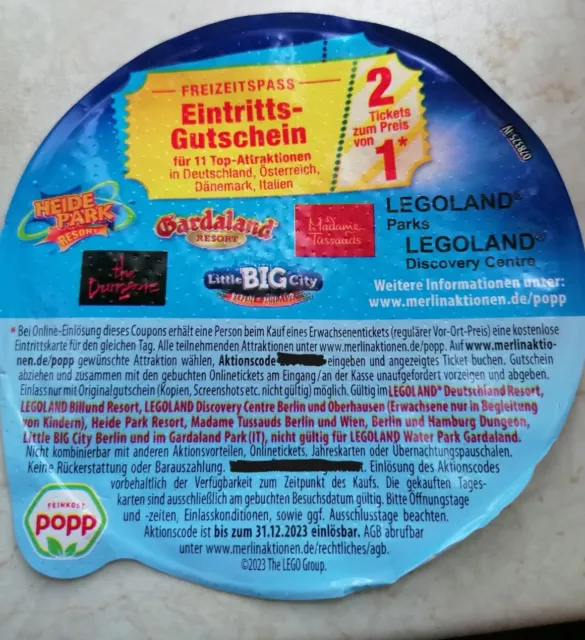 FREIZEITSPASS
Eintritts-
Gutschein
für 11 Top-Attraktionen
in Deutschland, Österreich,
Dänemark, Italien
2
Tickets
zum Preis
von 1*
078325-IV
HEIDE
PARK
RESORT
Gardaland
RESORT
Madame
Tussauds
LEGOLAND®
Parks
LEGOLAND®
Discovery Centre
the
Dungeon
Little BIG City
Weitere Informationen unter:
www.merlinaktionen.de/popp
* Bei Online-Einlösung dieses Coupons erhält eine Person beim Kauf eines Erwachsenentickets (regulärer Vor-Ort-Preis) eine kostenlose
Eintrittskarte für den gleichen Tag. Alle teilnehmenden Attraktionen unter www.merlinaktionen.de/popp. Auf www.merlinaktio-
nen.de/popp gewünschte Attraktion wählen, Aktionscode eingeben und angezeigtes Ticket buchen. Gutschein
abziehen und zusammen mit den gebuchten Onlinetickets am Eingang/an der Kasse unaufgefordert vorzeigen und abgeben.
Einlass nur mit Originalgutschein (Kopien, Screenshots etc. nicht gültig) möglich. Gültig im LEGOLAND® Deutschland Resort,
LEGOLAND Billund Resort, LEGOLAND Discovery Centre Berlin und Oberhausen (Erwachsene nur in Begleitung
von Kindern), Heide Park Resort, Madame Tussauds Berlin und Wien, Berlin und Hamburg Dungeon,
Little BIG City Berlin und im Gardaland Park (IT), nicht gültig für LEGOLAND Water Park Gardaland.
Nicht kombinierbar mit anderen Aktionsvorteilen, Onlinetickets, Jahreskarten oder Übernachtungspauschalen.
Keine Rückerstattung oder Barauszahlung. Einlösung des Aktionscodes
vorbehaltlich der Verfügbarkeit zum Zeitpunkt des Kaufs. Die gekauften Tages-
karten sind ausschließlich am gebuchten Besuchsdatum gültig. Bitte Öffnungstage
und -zeiten, Einlasskonditionen, sowie ggf. Ausschlusstage beachten.
Aktionscode ist bis zum 31.12.2023 einlösbar. AGB abrufbar
unter www.merlinaktionen.de/rechtliches/agb.
©2023 The LEGO Group.
FEINKOST
popp